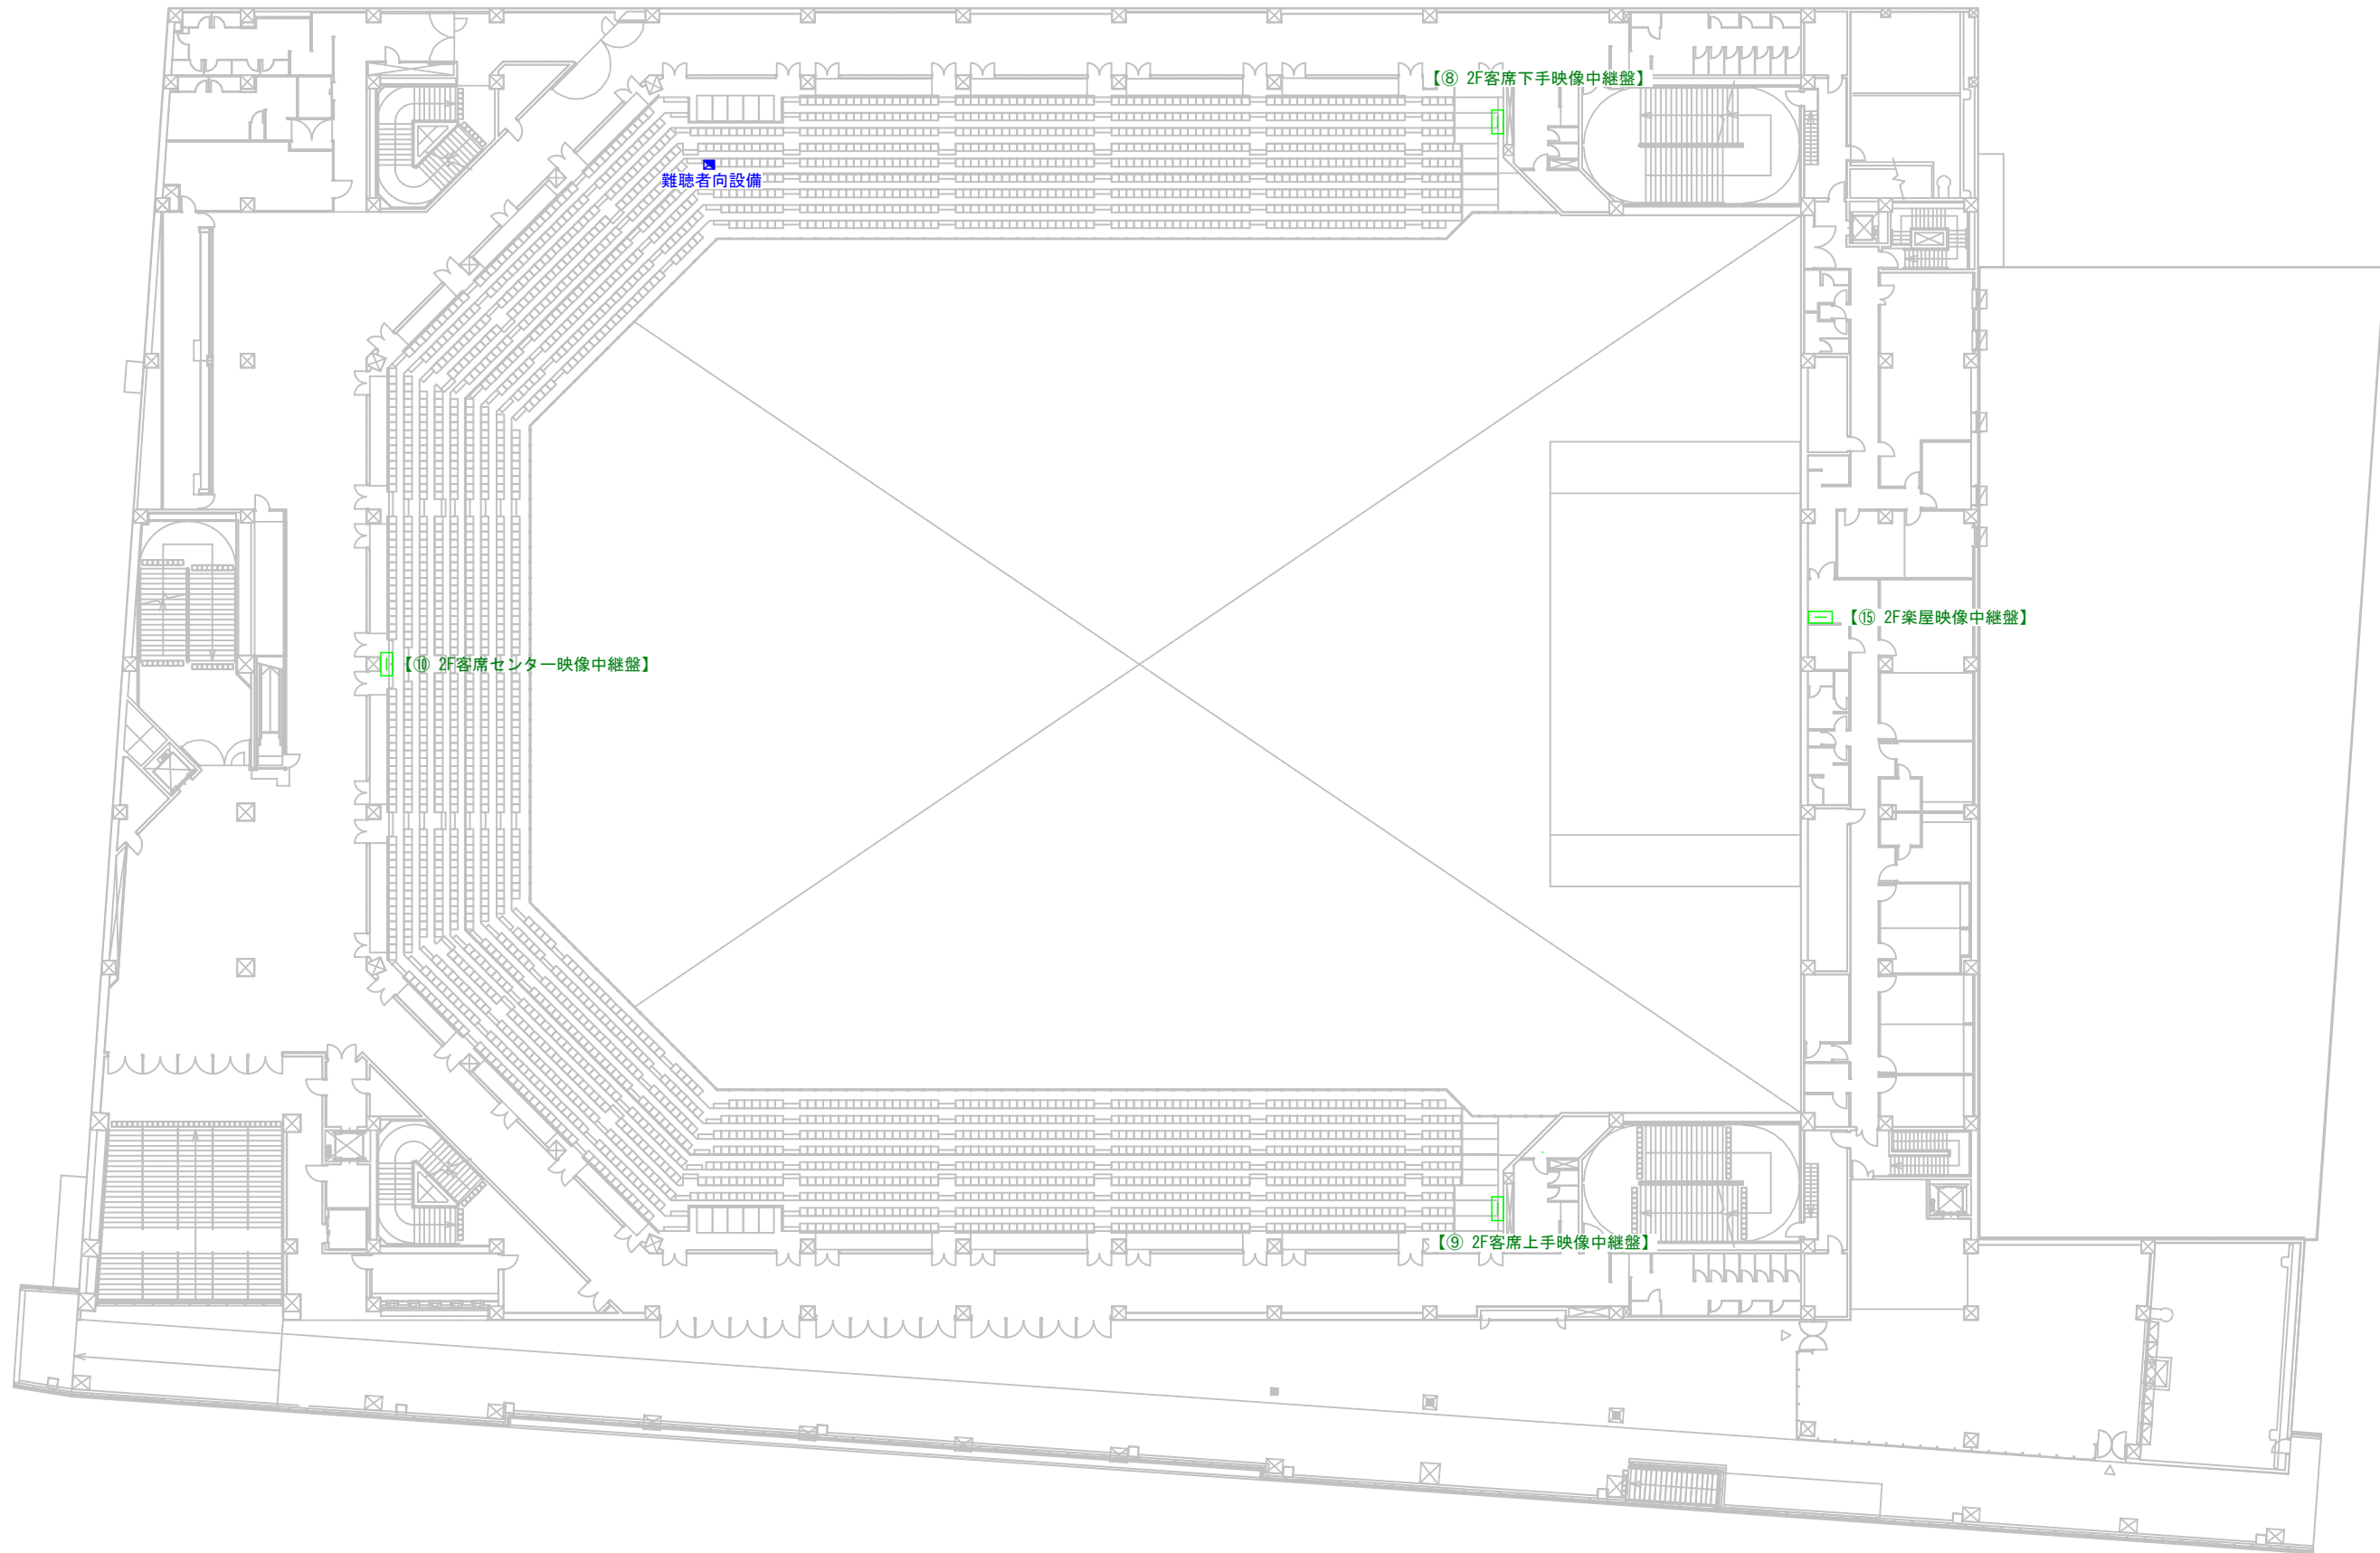 【⑧ 2F客席下手映像中継盤】
難聴者向設備
【⑮ 2F楽屋映像中継盤】
【⑩ 2F客席センター映像中継盤】
【⑨ 2F客席上手映像中継盤】